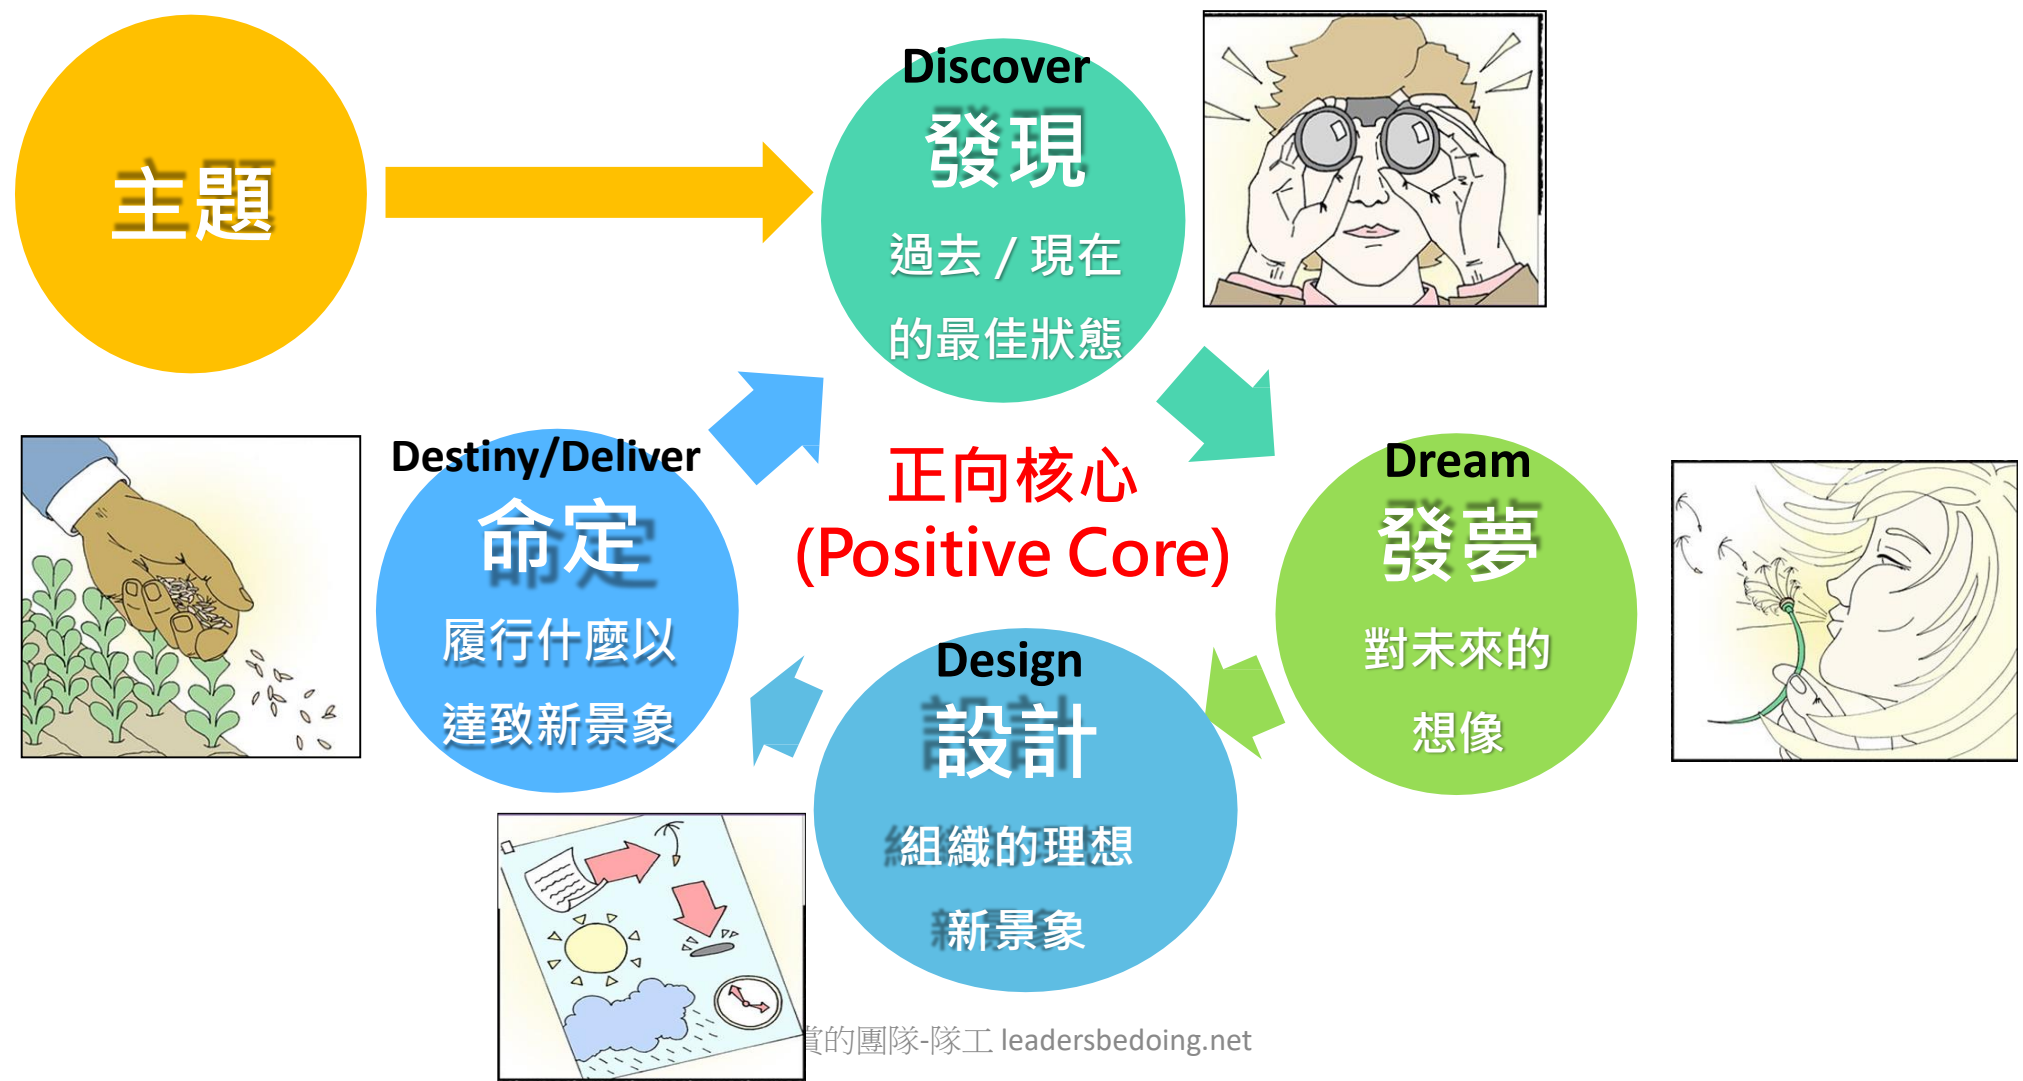 主題
Discover
發現
過去 / 現在
的最佳狀態
Destiny/Deliver
命定
履行什麼以
達致新景象
正向核心
(Positive Core)
Dream
發夢
對未來的
想像
Design
設計
組織的理想
新景象
的團隊-隊工 leadersbedoing.net